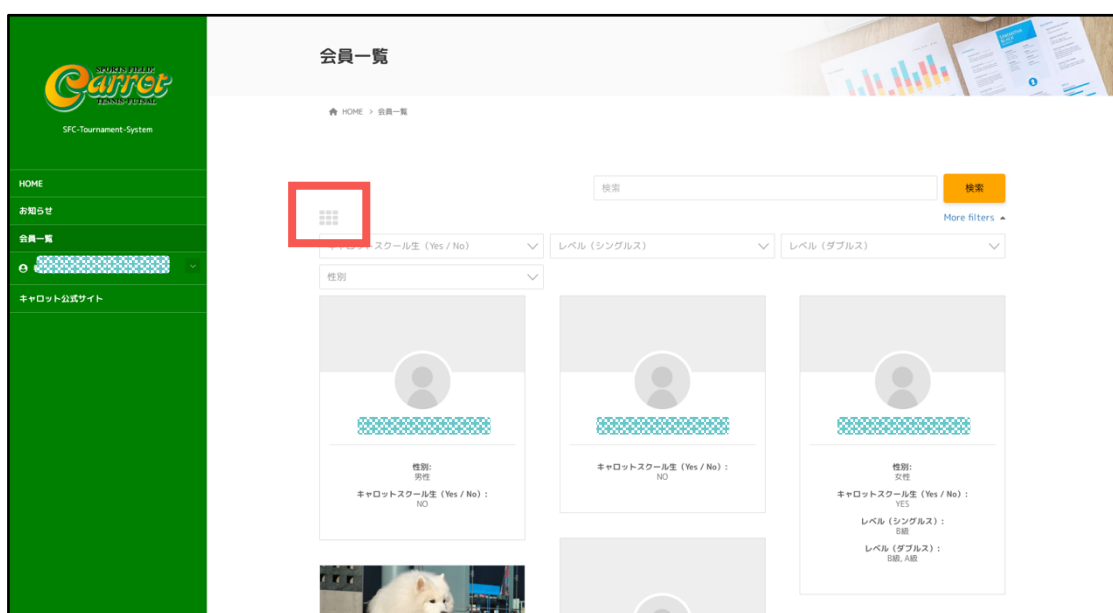 SPORTS FIELD
Carrot
TENNIS・FUTSAL
SFC-Tournament-System
HOME
お知らせ
会員一覧
キャロット公式サイト
会員一覧
HOME > 会員一覧
検索
検索
More filters
スクール生（Yes / No）
レベル（シングルス）
レベル（ダブルス）
性別
性別:
男性
キャロットスクール生（Yes / No）:
NO
キャロットスクール生（Yes / No）:
NO
性別:
女性
キャロットスクール生（Yes / No）:
YES
レベル（シングルス）:
B級
レベル（ダブルス）:
B級, A級